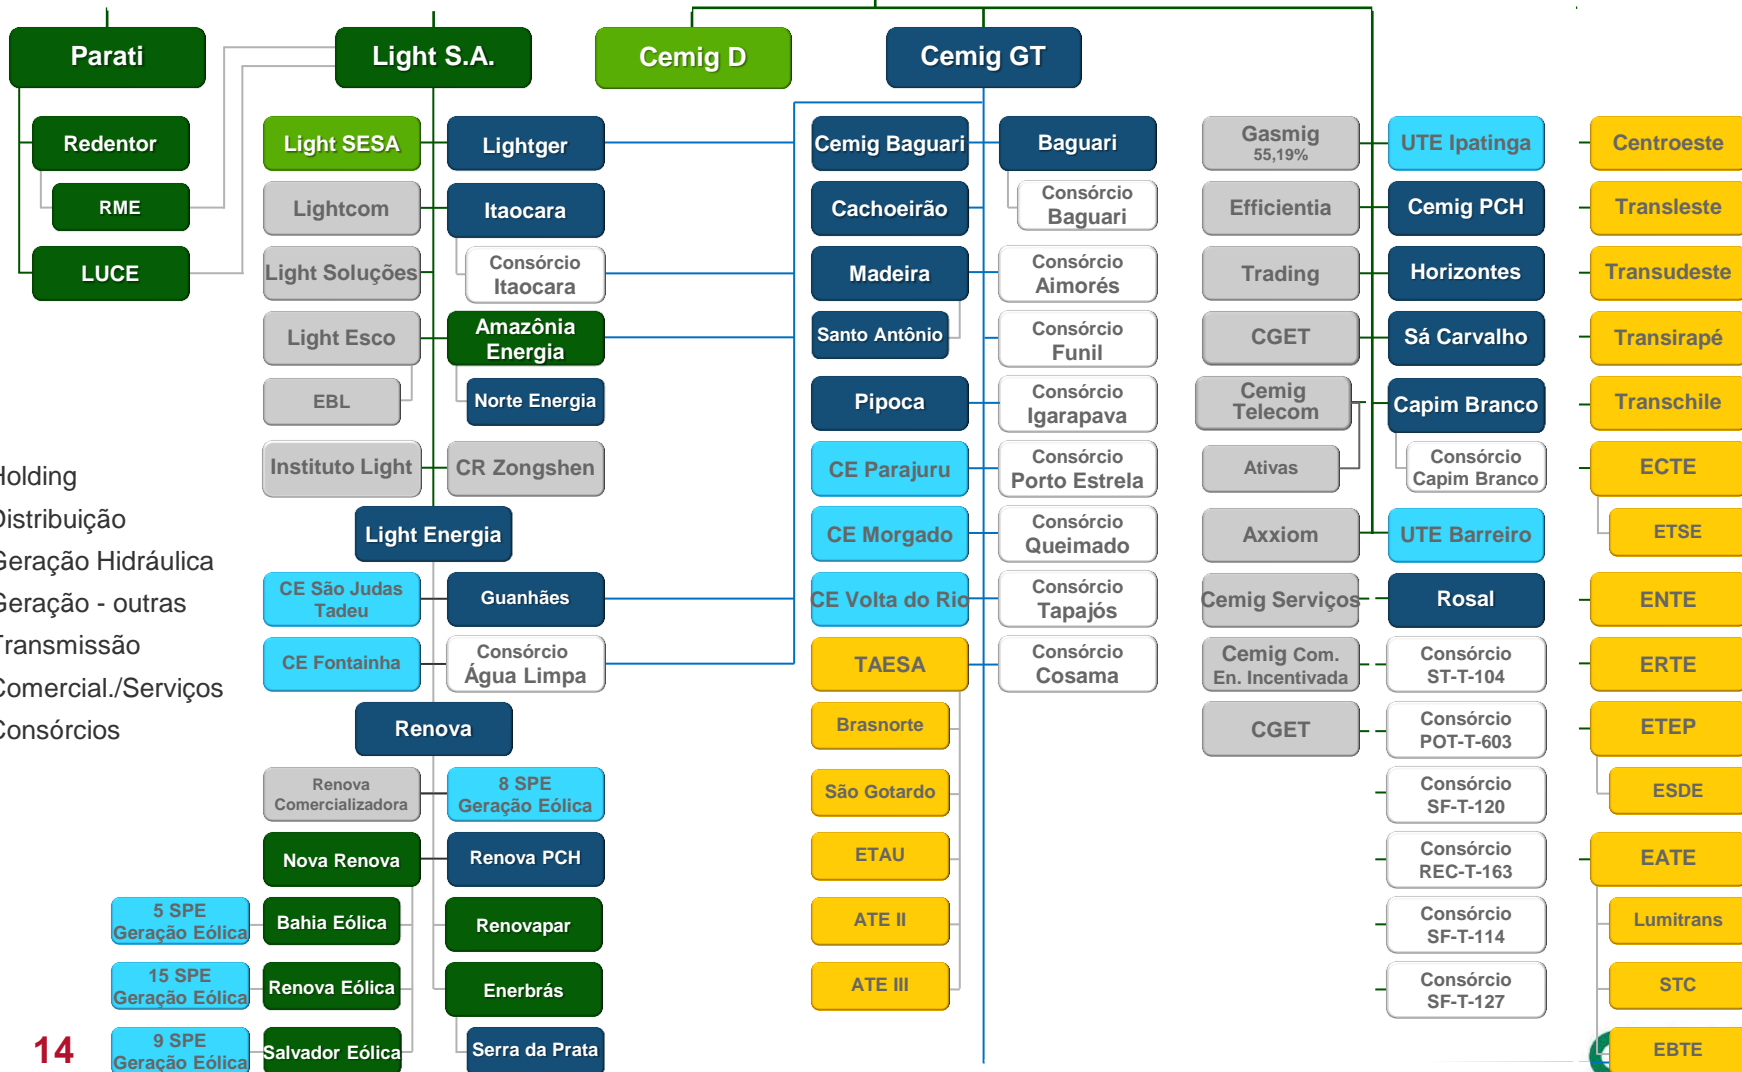 Parati
Light S.A.
Cemig D
Cemig GT
Redentor
RME
LUCE
Light SESA
Lightger
Lightcom
Itaocara
Light Soluções
Consórcio
Itaocara
Light Esco
Amazônia
Energia
EBL
Norte Energia
Instituto Light
CR Zongshen
Light Energia
CE São Judas
Tadeu
Guanhães
CE Fontainha
Consórcio
Água Limpa
Renova
Renova
Comercializadora
8 SPE
Geração Eólica
Nova Renova
Renova PCH
5 SPE
Geração Eólica
Bahia Eólica
Renovapar
15 SPE
Geração Eólica
Renova Eólica
Enerbrás
9 SPE
Geração Eólica
Salvador Eólica
Serra da Prata
Cemig Baguari
Baguari
Consórcio
Baguari
Cachoeirão
Madeira
Consórcio
Aimorés
Santo Antônio
Consórcio
Funil
Pipoca
Consórcio
Igarapava
CE Parajuru
Consórcio
Porto Estrela
CE Morgado
Consórcio
Queimado
CE Volta do Rio
Consórcio
Tapajós
TAESA
Consórcio
Cosama
Brasnorte
São Gotardo
ETAU
ATE II
ATE III
Gasmig
55,19%
UTE Ipatinga
Efficientia
Cemig PCH
Trading
Horizontes
CGET
Sá Carvalho
Cemig
Telecom
Capim Branco
Ativas
Consórcio
Capim Branco
Axxiom
UTE Barreiro
Cemig Serviços
Rosal
Cemig Com.
En. Incentivada
Consórcio
ST-T-104
CGET
Consórcio
POT-T-603
Consórcio
SF-T-120
Consórcio
REC-T-163
Consórcio
SF-T-114
Consórcio
SF-T-127
Centroeste
Transleste
Transudeste
Transirapé
Transchile
ECTE
ETSE
ENTE
ERTE
ETEP
ESDE
EATE
Lumitrans
STC
EBTE
Holding
Distribuição
Geração Hidráulica
Geração - outras
Transmissão
Comercial./Serviços
Consórcios
14